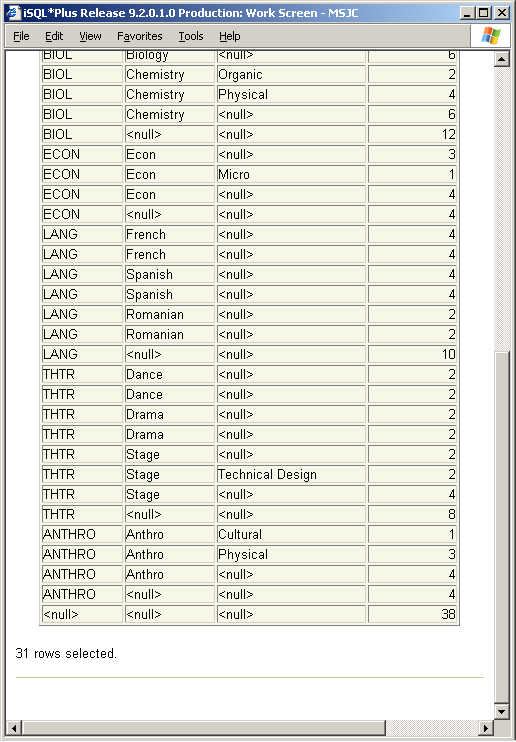 iSQL*Plus Release 9.2.0.1.0 Production: Work Screen - MSJC
File Edit View Favorites Tools Help
BIOL Biology <null> 6
BIOL Chemistry Organic 2
BIOL Chemistry Physical 4
BIOL Chemistry <null> 6
BIOL <null> <null> 12
ECON Econ <null> 3
ECON Econ Micro 1
ECON Econ <null> 4
ECON <null> <null> 4
LANG French <null> 4
LANG French <null> 4
LANG Spanish <null> 4
LANG Spanish <null> 4
LANG Romanian <null> 2
LANG Romanian <null> 2
LANG <null> <null> 10
THTR Dance <null> 2
THTR Dance <null> 2
THTR Drama <null> 2
THTR Drama <null> 2
THTR Stage <null> 2
THTR Stage Technical Design 2
THTR Stage <null> 4
THTR <null> <null> 8
ANTHRO Anthro Cultural 1
ANTHRO Anthro Physical 3
ANTHRO Anthro <null> 4
ANTHRO <null> <null> 4
<null> <null> <null> 38
31 rows selected.